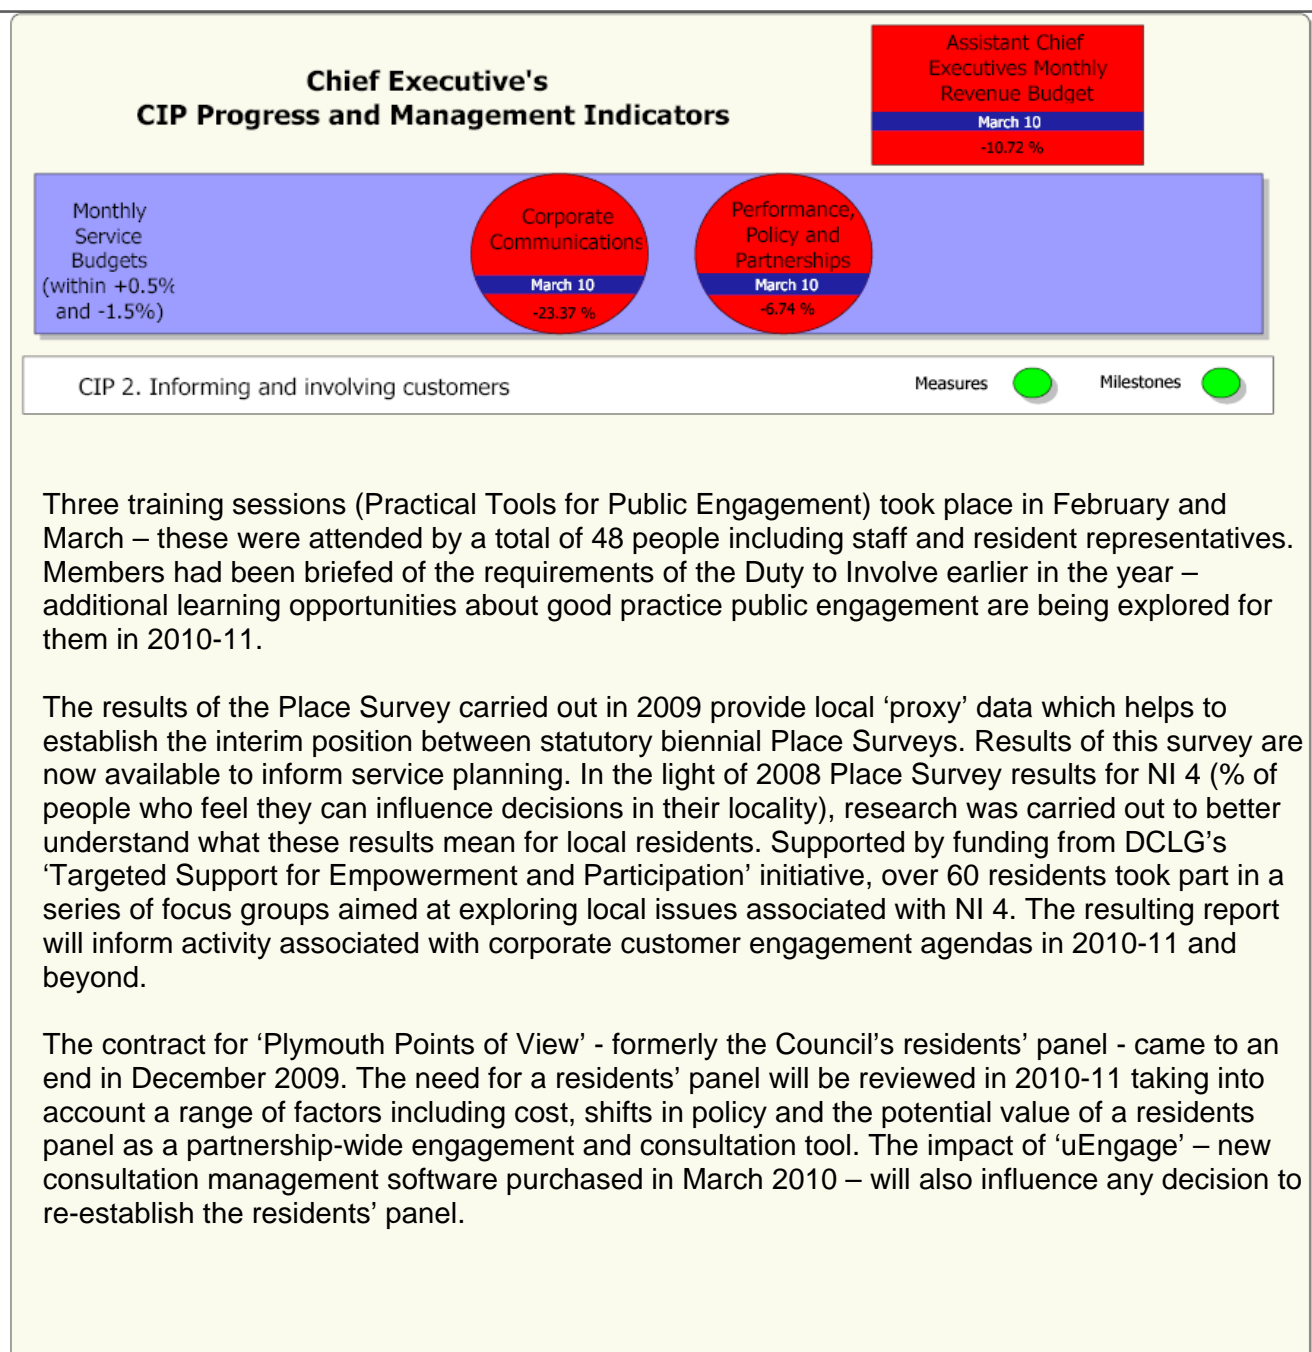 Chief Executive's
CIP Progress and Management Indicators
Assistant Chief
Executives Monthly
Revenue Budget
March 10
-10.72 %
Monthly
Service
Budgets
(within +0.5%
and -1.5%)
Corporate
Communications
March 10
-23.37 %
Performance,
Policy and
Partnerships
March 10
-6.74 %
CIP 2. Informing and involving customers
Measures
Milestones
Three training sessions (Practical Tools for Public Engagement) took place in February and
March – these were attended by a total of 48 people including staff and resident representatives.
Members had been briefed of the requirements of the Duty to Involve earlier in the year –
additional learning opportunities about good practice public engagement are being explored for
them in 2010-11.
The results of the Place Survey carried out in 2009 provide local ‘proxy’ data which helps to
establish the interim position between statutory biennial Place Surveys. Results of this survey are
now available to inform service planning. In the light of 2008 Place Survey results for NI 4 (% of
people who feel they can influence decisions in their locality), research was carried out to better
understand what these results mean for local residents. Supported by funding from DCLG’s
‘Targeted Support for Empowerment and Participation’ initiative, over 60 residents took part in a
series of focus groups aimed at exploring local issues associated with NI 4. The resulting report
will inform activity associated with corporate customer engagement agendas in 2010-11 and
beyond.
The contract for ‘Plymouth Points of View’ - formerly the Council’s residents’ panel - came to an
end in December 2009. The need for a residents’ panel will be reviewed in 2010-11 taking into
account a range of factors including cost, shifts in policy and the potential value of a residents
panel as a partnership-wide engagement and consultation tool. The impact of ‘uEngage’ – new
consultation management software purchased in March 2010 – will also influence any decision to
re-establish the residents’ panel.